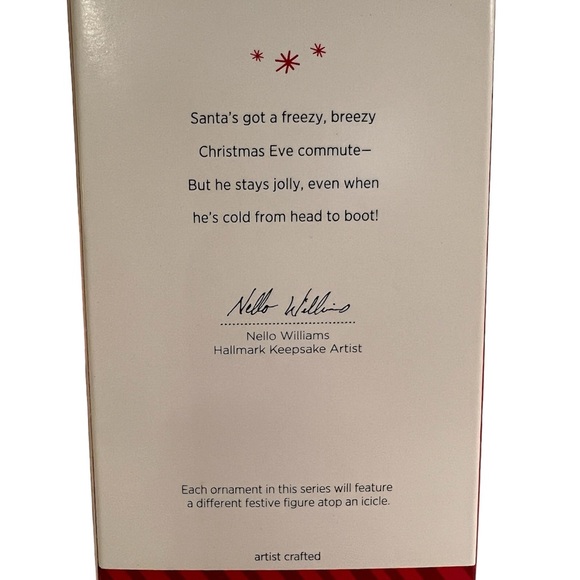 Santa's got a freezy, breezy
Christmas Eve commute—
But he stays jolly, even when
he's cold from head to boot!
Nello Williams
Nello Williams
Hallmark Keepsake Artist
Each ornament in this series will feature
a different festive figure atop an icicle.
artist crafted